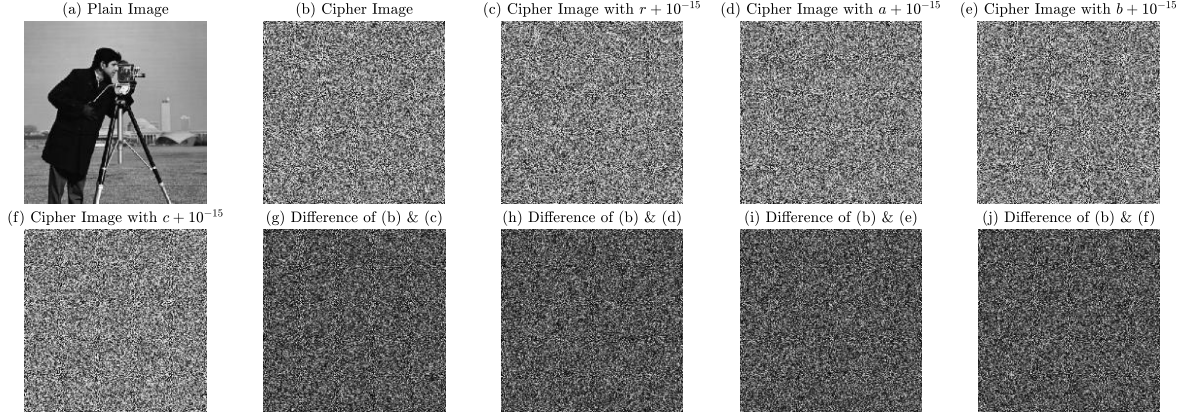 (a) Plain Image
(b) Cipher Image
(c) Cipher Image with r + 10⁻¹⁵
(d) Cipher Image with a + 10⁻¹⁵
(e) Cipher Image with b + 10⁻¹⁵
(f) Cipher Image with c + 10⁻¹⁵
(g) Difference of (b) & (c)
(h) Difference of (b) & (d)
(i) Difference of (b) & (e)
(j) Difference of (b) & (f)